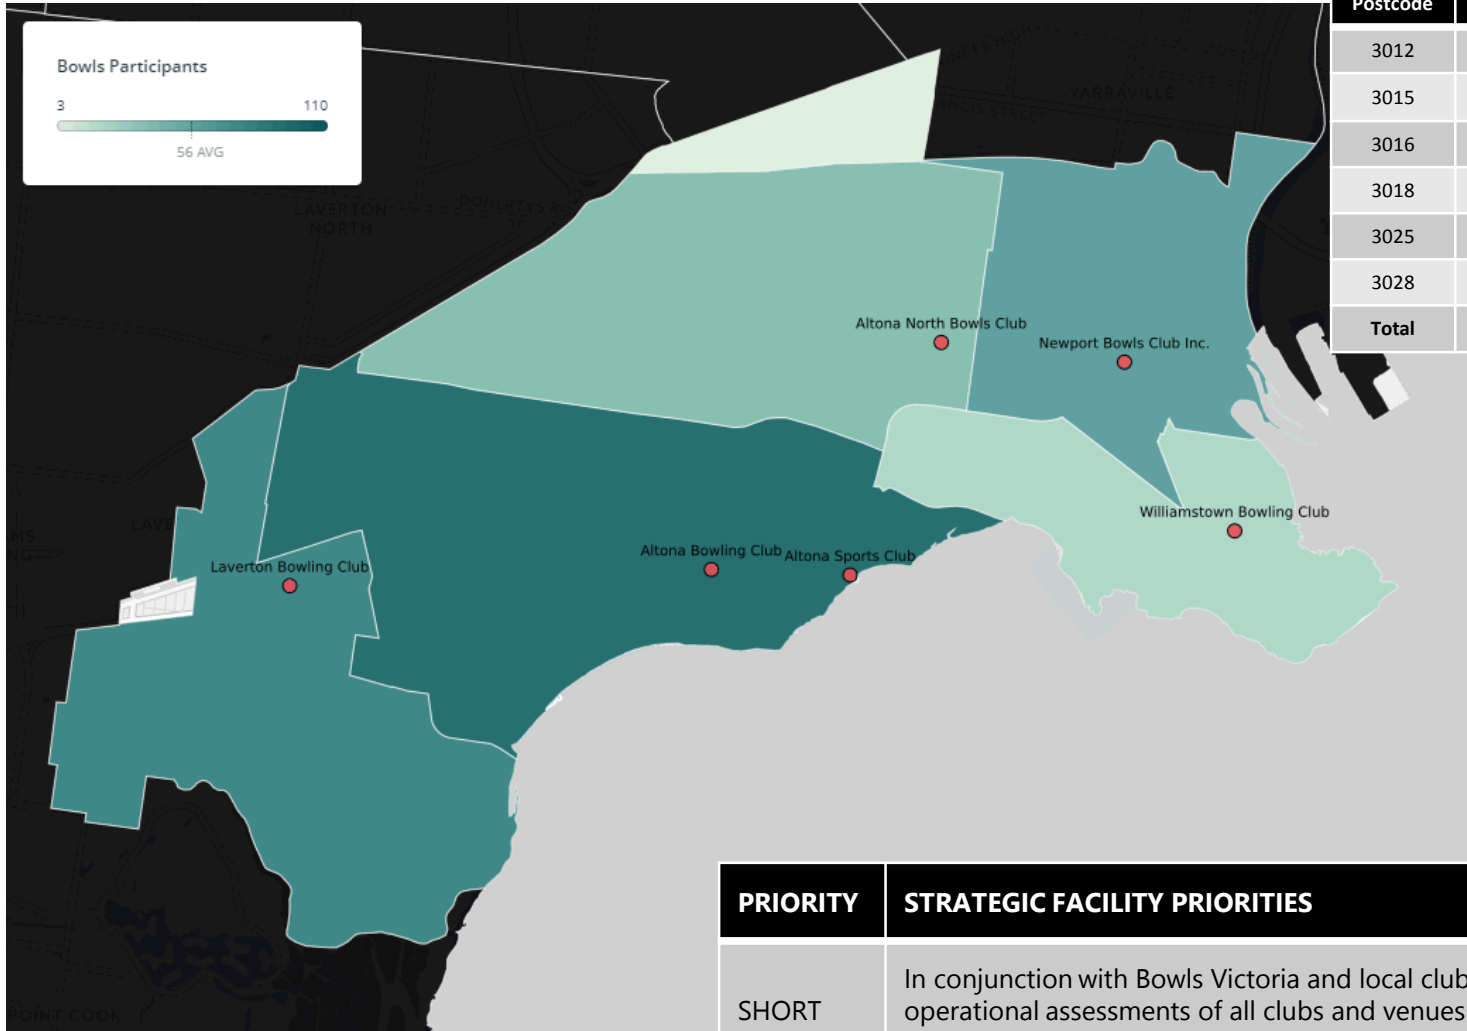 Bowls Participants
3 110
56 AVG
Postcode
3012
3015
3016
3018
3025
3028
Total
YARRAVILLE
LAVERTON
NORTH
Altona North Bowls Club
Newport Bowls Club Inc.
Williamstown Bowling Club
Altona Bowling Club
Altona Sports Club
Laverton Bowling Club
POINT COOK
PRIORITY STRATEGIC FACILITY PRIORITIES
SHORT
In conjunction with Bowls Victoria and local club
operational assessments of all clubs and venues